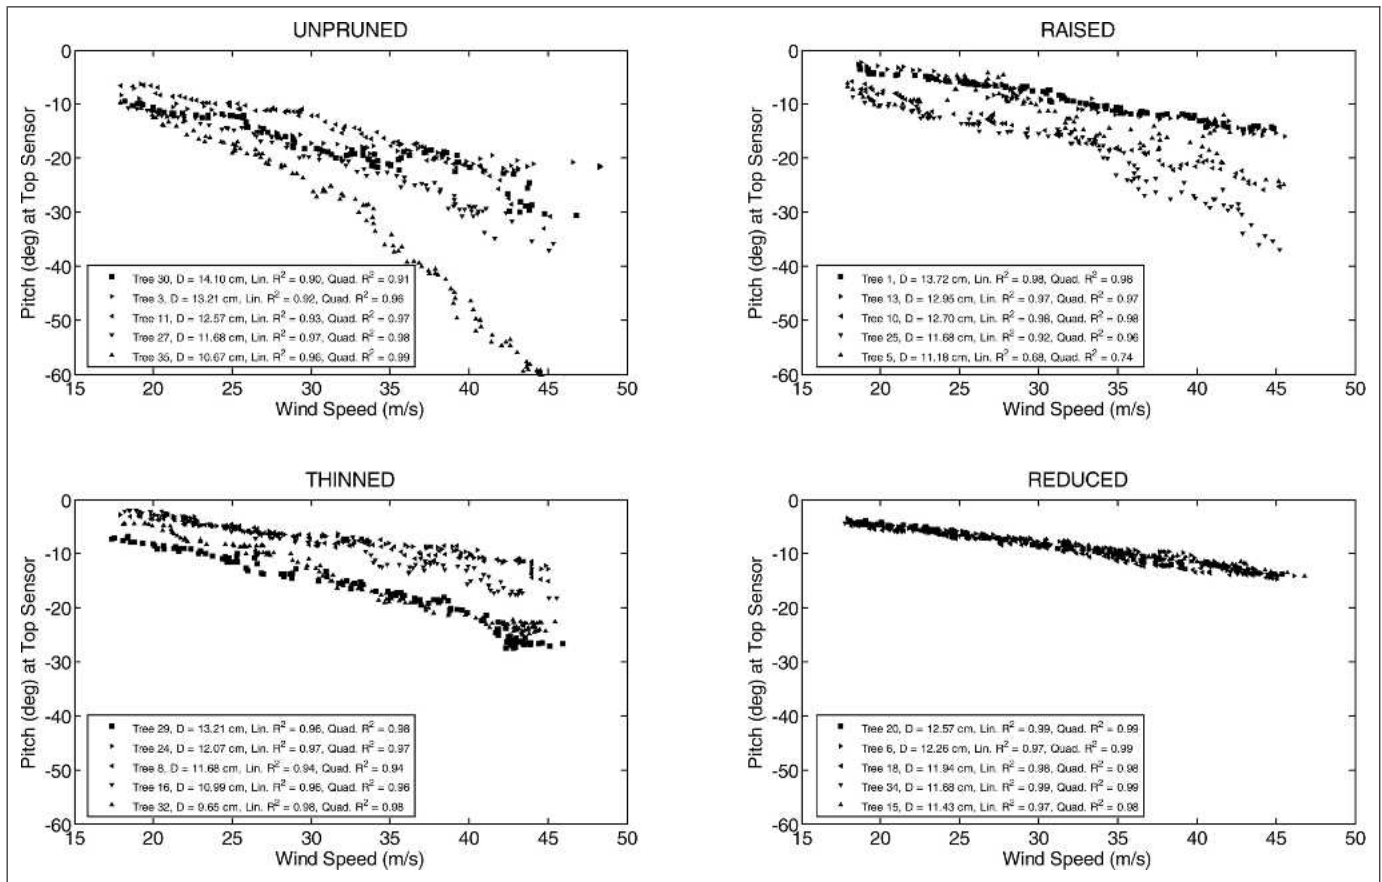 UNPRUNED
0
-10
-20
-30
-40
-50
-60
15 20 25 30 35 40 45 50
Pitch (deg) at Top Sensor
Wind Speed (m/s)
Tree 30, D = 14.10 cm, Lin. R² = 0.90, Quad. R² = 0.91
Tree 3, D = 13.21 cm, Lin. R² = 0.92, Quad. R² = 0.96
Tree 11, D = 12.57 cm, Lin. R² = 0.93, Quad. R² = 0.97
Tree 27, D = 11.68 cm, Lin. R² = 0.97, Quad. R² = 0.98
Tree 35, D = 10.67 cm, Lin. R² = 0.96, Quad. R² = 0.99
RAISED
0
-10
-20
-30
-40
-50
-60
15 20 25 30 35 40 45 50
Pitch (deg) at Top Sensor
Wind Speed (m/s)
Tree 1, D = 13.72 cm, Lin. R² = 0.98, Quad. R² = 0.98
Tree 13, D = 12.95 cm, Lin. R² = 0.97, Quad. R² = 0.97
Tree 10, D = 12.70 cm, Lin. R² = 0.98, Quad. R² = 0.98
Tree 25, D = 11.68 cm, Lin. R² = 0.92, Quad. R² = 0.96
Tree 5, D = 11.18 cm, Lin. R² = 0.68, Quad. R² = 0.74
THINNED
0
-10
-20
-30
-40
-50
-60
15 20 25 30 35 40 45 50
Pitch (deg) at Top Sensor
Wind Speed (m/s)
Tree 29, D = 13.21 cm, Lin. R² = 0.96, Quad. R² = 0.98
Tree 24, D = 12.07 cm, Lin. R² = 0.97, Quad. R² = 0.97
Tree 8, D = 11.68 cm, Lin. R² = 0.94, Quad. R² = 0.94
Tree 16, D = 10.99 cm, Lin. R² = 0.96, Quad. R² = 0.96
Tree 32, D = 9.65 cm, Lin. R² = 0.98, Quad. R² = 0.98
REDUCED
0
-10
-20
-30
-40
-50
-60
15 20 25 30 35 40 45 50
Pitch (deg) at Top Sensor
Wind Speed (m/s)
Tree 20, D = 12.57 cm, Lin. R² = 0.99, Quad. R² = 0.99
Tree 6, D = 12.26 cm, Lin. R² = 0.97, Quad. R² = 0.99
Tree 18, D = 11.94 cm, Lin. R² = 0.98, Quad. R² = 0.98
Tree 34, D = 11.68 cm, Lin. R² = 0.99, Quad. R² = 0.99
Tree 15, D = 11.43 cm, Lin. R² = 0.97, Quad. R² = 0.98